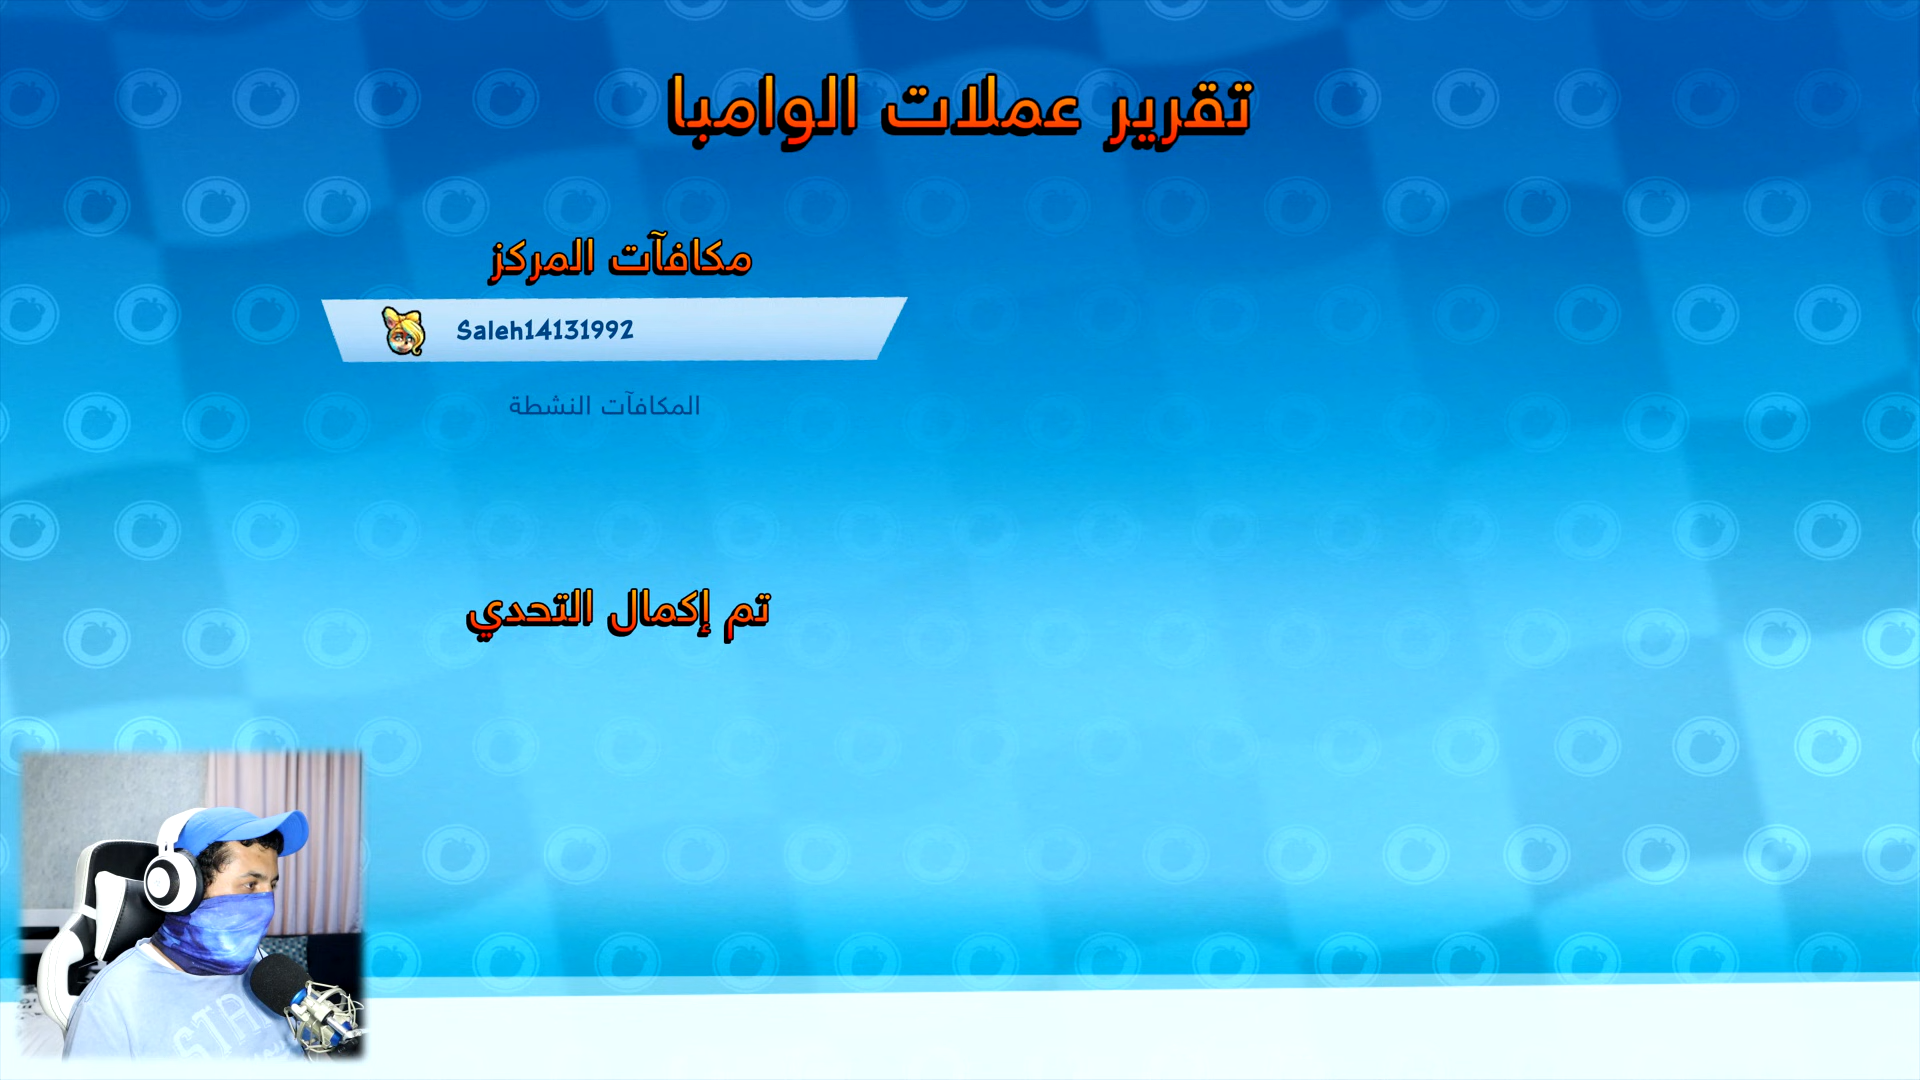 تقرير عملات الوامبا
مكافآت المركز
Saleh14131992
المكافآت النشطة
تم إكمال التحدي